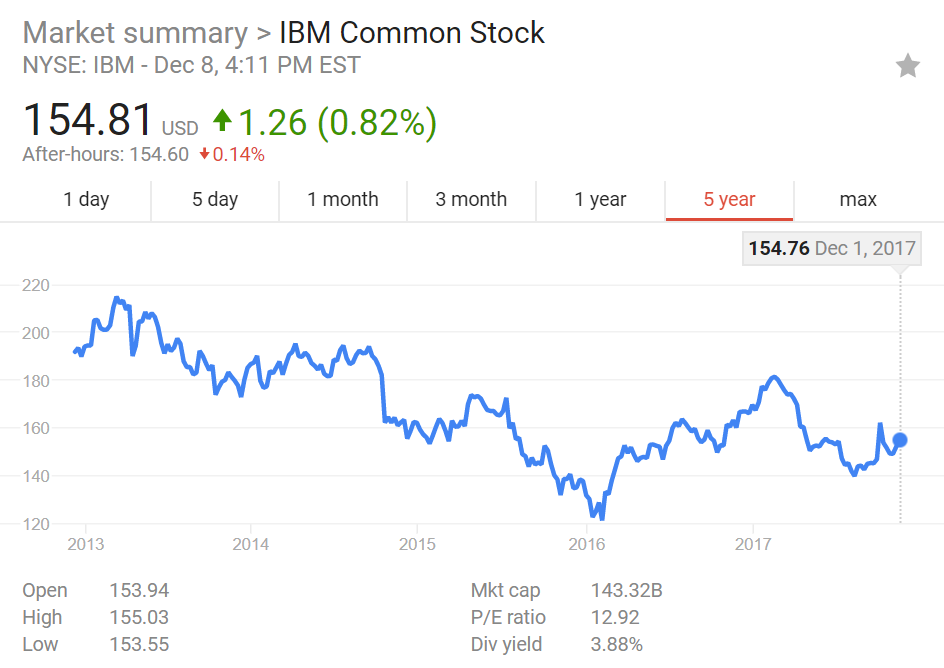 Market summary > IBM Common Stock
NYSE: IBM - Dec 8, 4:11 PM EST
154.81 USD 1.26 (0.82%)
After-hours: 154.60 0.14%
1 day 5 day 1 month 3 month 1 year 5 year max
154.76 Dec 1, 2017
220
200
180
160
140
120
2013 2014 2015 2016 2017
Open 153.94 Mkt cap 143.32B
High 155.03 P/E ratio 12.92
Low 153.55 Div yield 3.88%